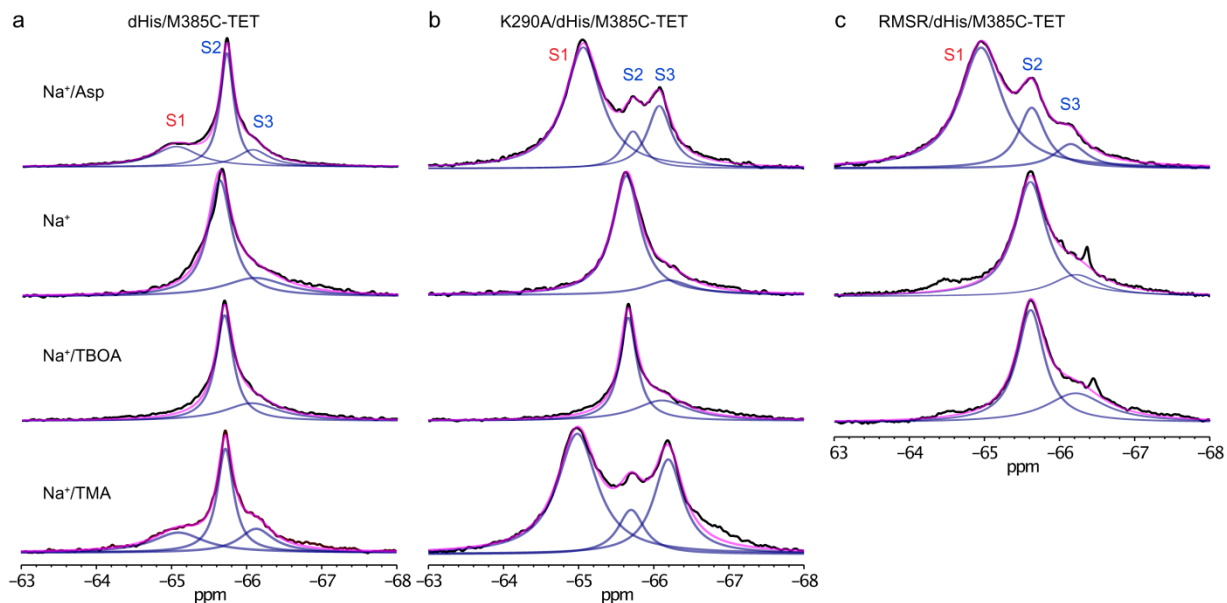 a dHis/M385C-TET b K290A/dHis/M385C-TET c RMSR/dHis/M385C-TET
S2 S1 S1
S2 S3 S2
Na⁺/Asp
S1 S3 S3
Na⁺
–63 –64 –65 –66 –67 –68
ppm
Na⁺/TBOA
Na⁺/TMA
–63 –64 –65 –66 –67 –68 –63 –64 –65 –66 –67 –68
ppm ppm